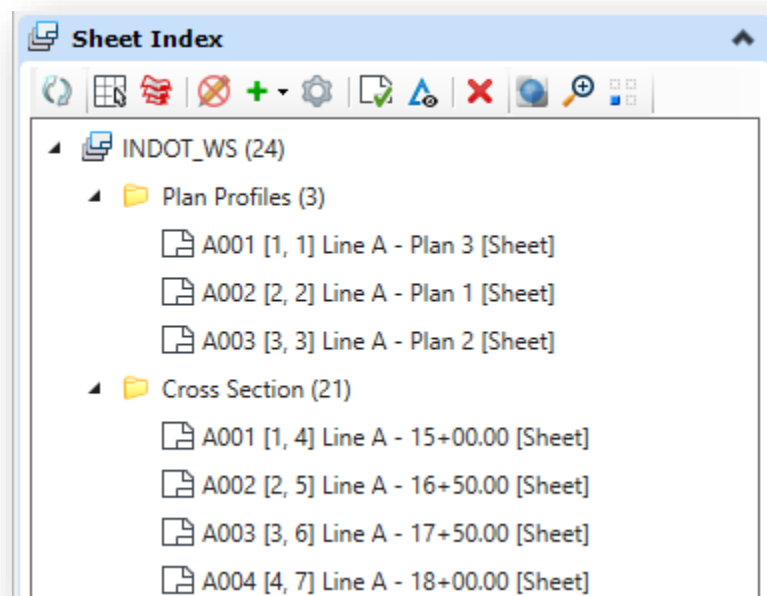 Sheet Index
INDOT_WS (24)
Plan Profiles (3)
A001 [1, 1] Line A - Plan 3 [Sheet]
A002 [2, 2] Line A - Plan 1 [Sheet]
A003 [3, 3] Line A - Plan 2 [Sheet]
Cross Section (21)
A001 [1, 4] Line A - 15+00.00 [Sheet]
A002 [2, 5] Line A - 16+50.00 [Sheet]
A003 [3, 6] Line A - 17+50.00 [Sheet]
A004 [4, 7] Line A - 18+00.00 [Sheet]